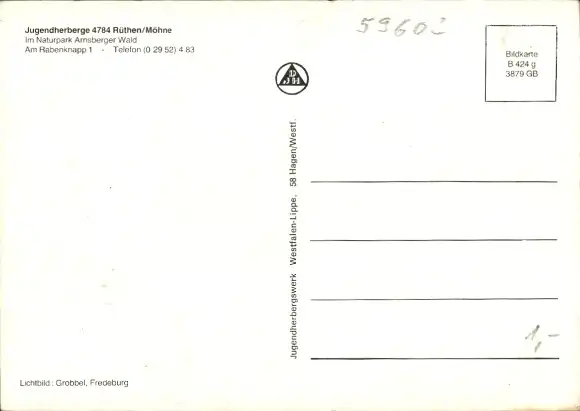 Jugendherberge 4784 Rüthen/Möhne
Im Naturpark Arnsberger Wald
Am Rabenknapp 1 - Telefon (0 29 52) 4 83
5960
Bildkarte
B 424 g
3879 GB
DJH
Jugendherbergswerk Westfalen-Lippe, 58 Hagen/Westf.
1,-
Lichtbild: Grobbel, Fredeburg